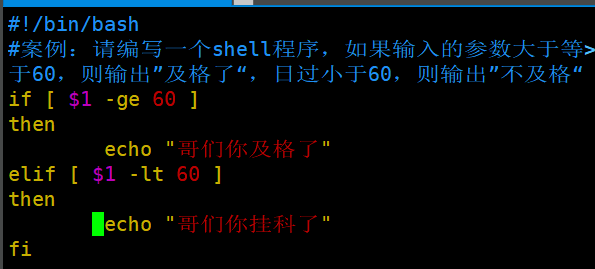 #!/bin/bash
#案例：请编写一个shell程序，如果输入的参数大于等>
于60，则输出”及格了“，日过小于60，则输出”不及格“
if [ $1 -ge 60 ]
then
        echo "哥们你及格了"
elif [ $1 -lt 60 ]
then
        echo "哥们你挂科了"
fi